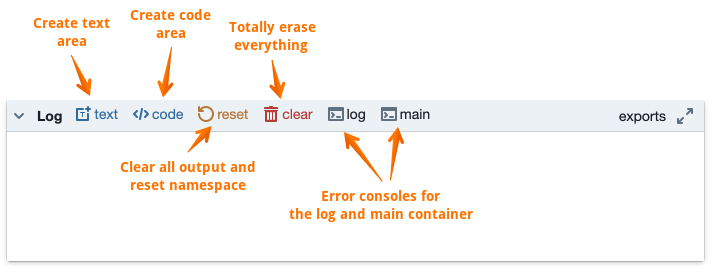 Create text
area
Create code
area
Totally erase
everything
Log text code reset clear log main exports
Clear all output and
reset namespace
Error consoles for
the log and main container